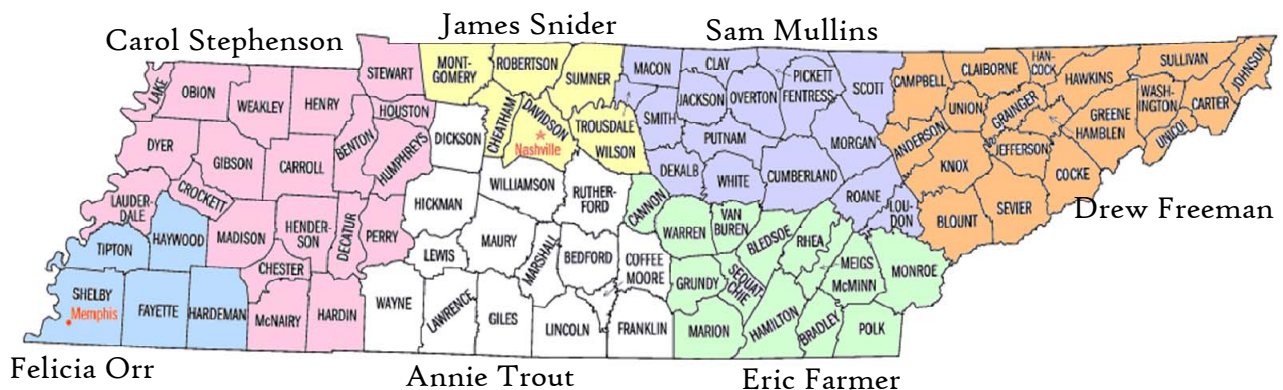 James Snider
Sam Mullins
Carol Stephenson
LAKE
OBION
WEAKLEY
HENRY
STEWART
HOUSTON
MONT-
GOMERY
ROBERTSON
SUMNER
MACON
CLAY
PICKETT
FENTRESS
SCOTT
CAMPBELL
CLAIBORNE
HAN-
COCK
HAWKINS
SULLIVAN
JOHNSON
DYER
GIBSON
CARROLL
BENTON
HUMPHREYS
DICKSON
CHEATHAM
DAVIDSON
Nashville
TROUSDALE
WILSON
SMITH
JACKSON
OVERTON
PUTNAM
MORGAN
ANDERSON
UNION
GRAINGER
HAMBLEN
GREENE
WASH-
INGTON
CARTER
UNICOI
LAUDER-
DALE
CROCKETT
MADISON
HENDER-
SON
DECATUR
PERRY
HICKMAN
WILLIAMSON
RUTHER-
FORD
CANNON
DEKALB
WHITE
CUMBERLAND
ROANE
LOU-
DON
KNOX
JEFFERSON
SEVIER
COCKE
BLOUNT
Drew Freeman
TIPTON
HAYWOOD
CHESTER
LEWIS
MAURY
MARSHALL
BEDFORD
COFFEE
MOORE
WARREN
VAN
BUREN
BLEDSOE
RHEA
MEIGS
McMINN
MONROE
SHELBY
Memphis
FAYETTE
HARDEMAN
McNAIRY
HARDIN
WAYNE
LAWRENCE
GILES
LINCOLN
FRANKLIN
GRUNDY
SEQUAT-
CHIE
MARION
HAMILTON
BRADLEY
POLK
Felicia Orr
Annie Trout
Eric Farmer